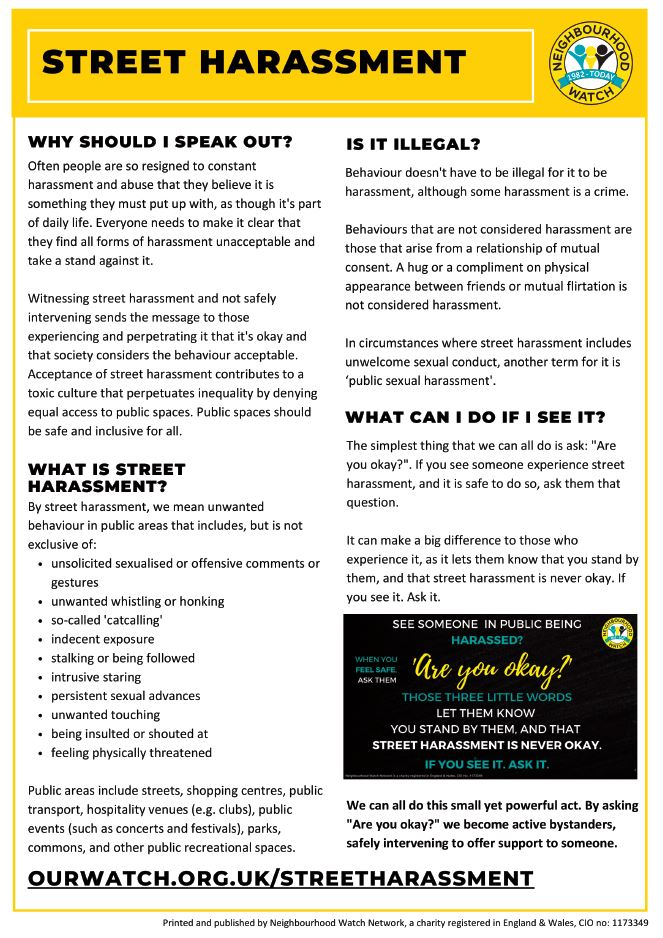 STREET HARASSMENT
NEIGHBOURHOOD
1982 - TODAY
WATCH
WHY SHOULD I SPEAK OUT?
Often people are so resigned to constant
harassment and abuse that they believe it is
something they must put up with, as though it's part
of daily life. Everyone needs to make it clear that
they find all forms of harassment unacceptable and
take a stand against it.
Witnessing street harassment and not safely
intervening sends the message to those
experiencing and perpetrating it that it's okay and
that society considers the behaviour acceptable.
Acceptance of street harassment contributes to a
toxic culture that perpetuates inequality by denying
equal access to public spaces. Public spaces should
be safe and inclusive for all.
WHAT IS STREET
HARASSMENT?
By street harassment, we mean unwanted
behaviour in public areas that includes, but is not
exclusive of:
• unsolicited sexualised or offensive comments or
gestures
• unwanted whistling or honking
• so-called 'catcalling'
• indecent exposure
• stalking or being followed
• intrusive staring
• persistent sexual advances
• unwanted touching
• being insulted or shouted at
• feeling physically threatened
Public areas include streets, shopping centres, public
transport, hospitality venues (e.g. clubs), public
events (such as concerts and festivals), parks,
commons, and other public recreational spaces.
IS IT ILLEGAL?
Behaviour doesn't have to be illegal for it to be
harassment, although some harassment is a crime.
Behaviours that are not considered harassment are
those that arise from a relationship of mutual
consent. A hug or a compliment on physical
appearance between friends or mutual flirtation is
not considered harassment.
In circumstances where street harassment includes
unwelcome sexual conduct, another term for it is
‘public sexual harassment'.
WHAT CAN I DO IF I SEE IT?
The simplest thing that we can all do is ask: "Are
you okay?". If you see someone experience street
harassment, and it is safe to do so, ask them that
question.
It can make a big difference to those who
experience it, as it lets them know that you stand by
them, and that street harassment is never okay. If
you see it. Ask it.
SEE SOMEONE IN PUBLIC BEING
HARASSED?
WHEN YOU
FEEL SAFE.
ASK THEM
'Are you okay?'
THOSE THREE LITTLE WORDS
LET THEM KNOW
YOU STAND BY THEM, AND THAT
STREET HARASSMENT IS NEVER OKAY.
IF YOU SEE IT. ASK IT.
Neighbourhood Watch Network is a charity registered in England & Wales, CIO no: 1173349
NEIGHBOURHOOD
WATCH
We can all do this small yet powerful act. By asking
"Are you okay?" we become active bystanders,
safely intervening to offer support to someone.
OURWATCH.ORG.UK/STREETHARASSMENT
Printed and published by Neighbourhood Watch Network, a charity registered in England & Wales, CIO no: 1173349